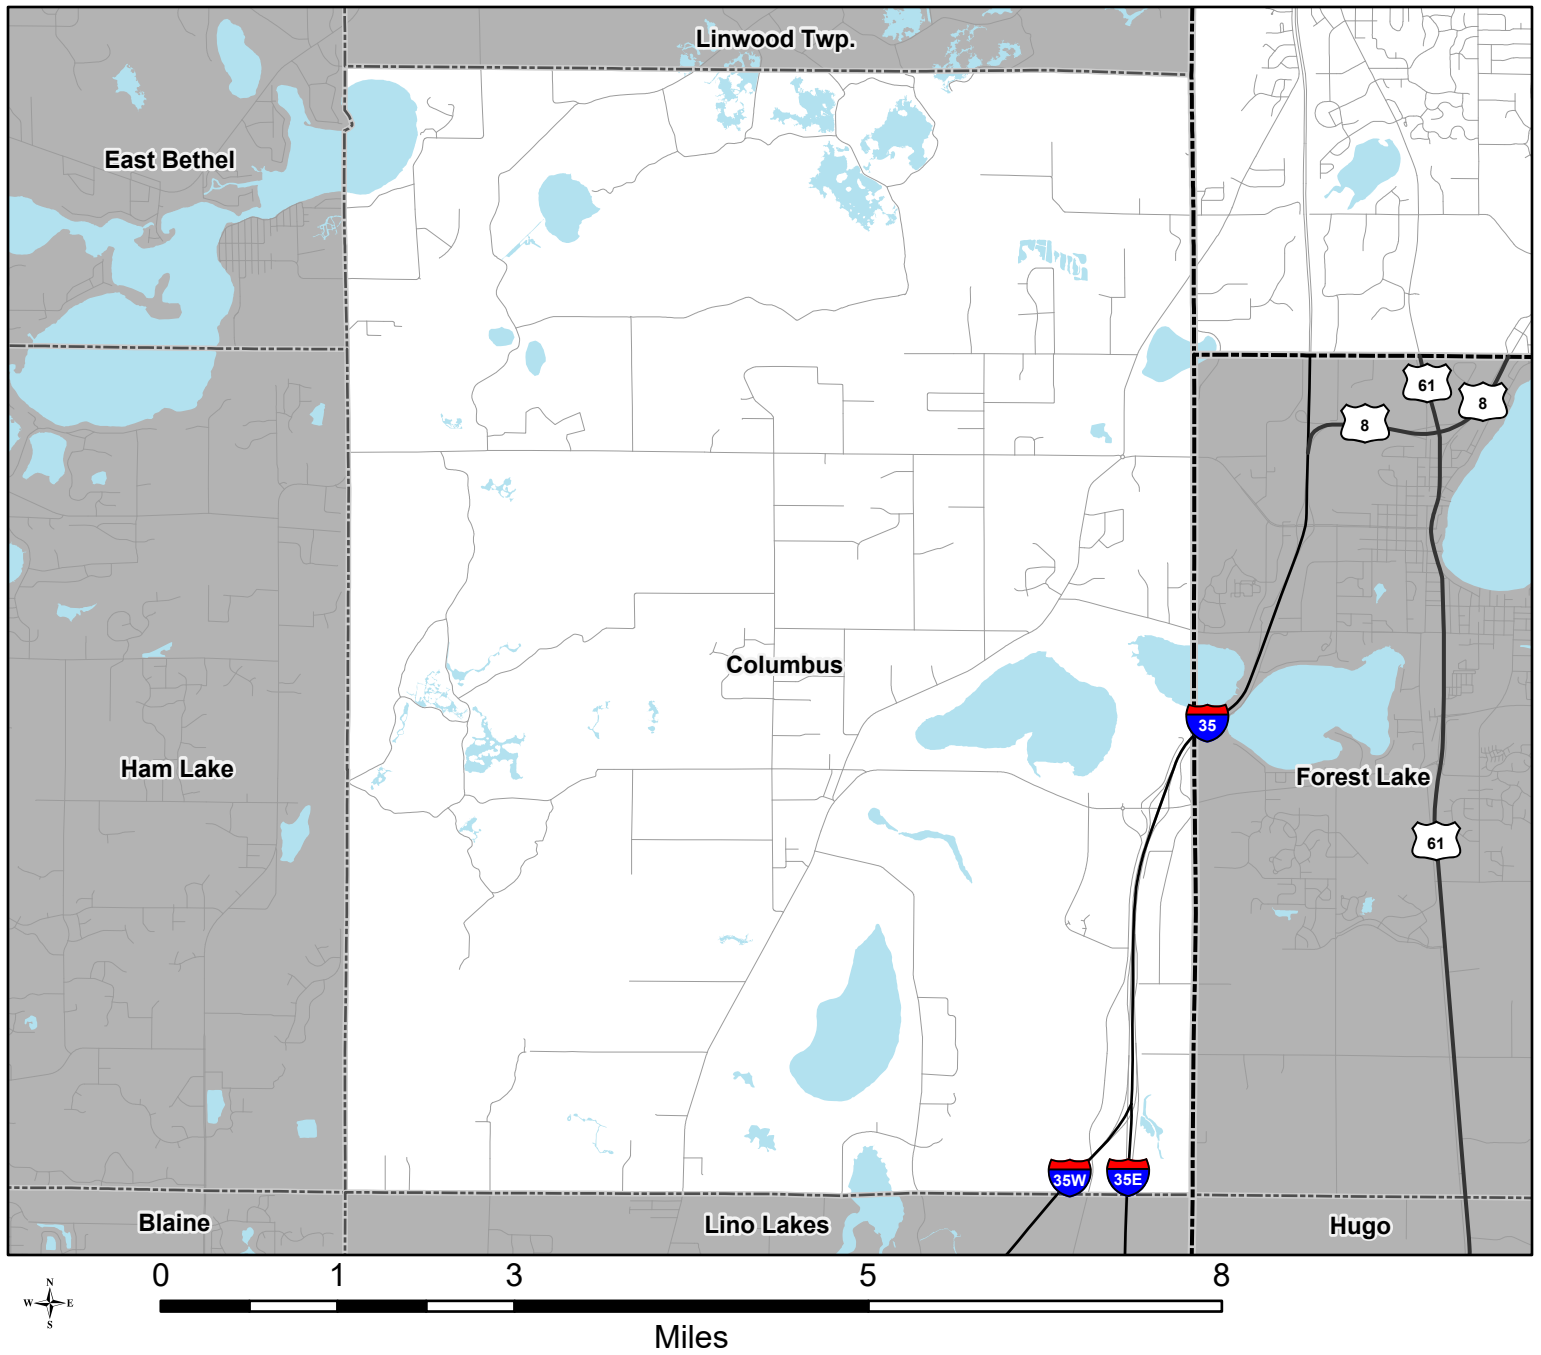 Linwood Twp.
East Bethel
61
8
8
Columbus
35
Ham Lake
Forest Lake
61
35W
35E
Blaine
Lino Lakes
Hugo
0 1 3 5 8
N
W E
S
Miles